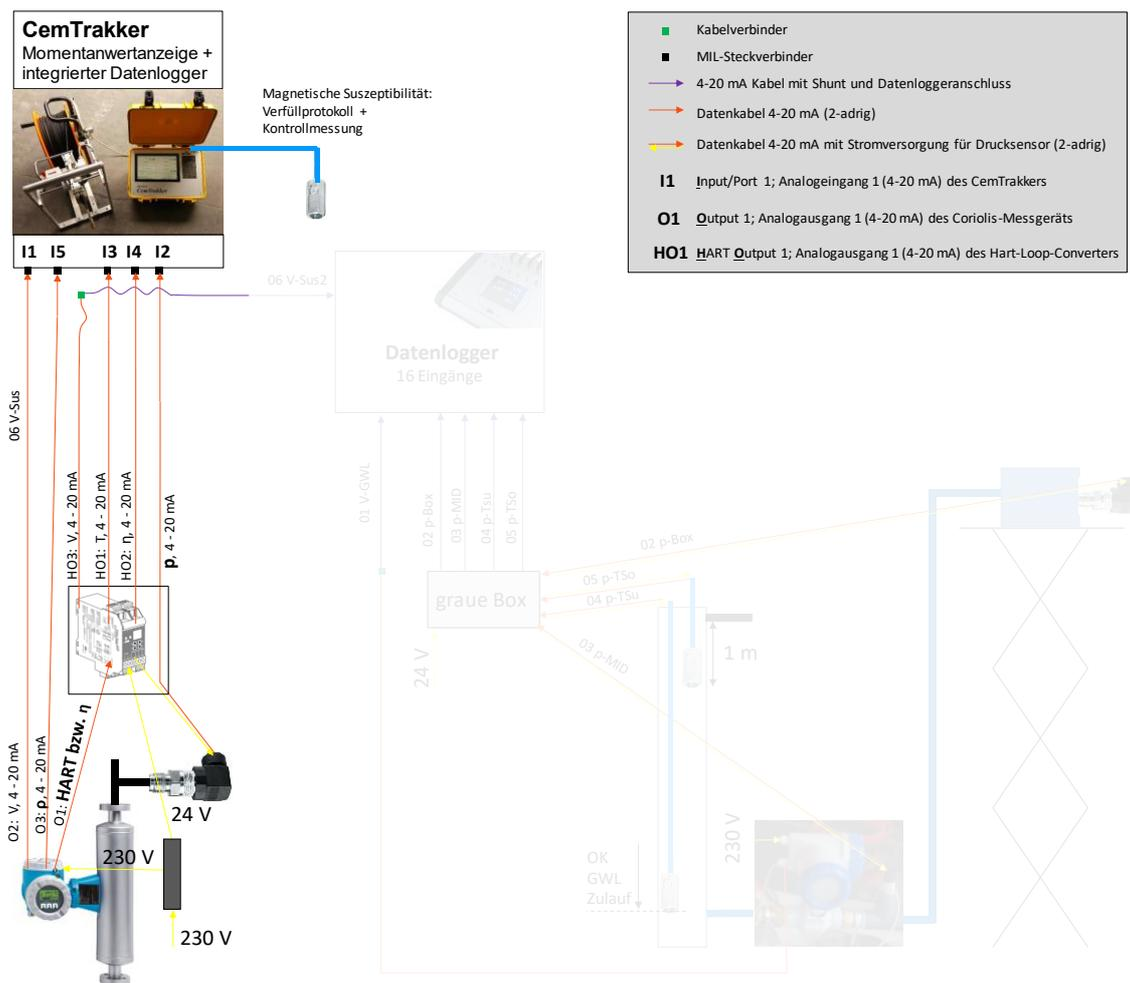 CemTrakker
Momentanwertanzeige +
integrierter Datenlogger
CemTrakker
I1 I5 I3 I4 I2
Magnetische Suszeptibilität:
Verfüllprotokoll +
Kontrollmessung
Kabelverbinder
MIL-Steckverbinder
4-20 mA Kabel mit Shunt und Datenloggeranschluss
Datenkabel 4-20 mA (2-adrig)
Datenkabel 4-20 mA mit Stromversorgung für Drucksensor (2-adrig)
I1 Input/Port 1; Analogeingang 1 (4-20 mA) des CemTrakkers
O1 Output 1; Analogausgang 1 (4-20 mA) des Coriolis-Messgeräts
HO1 HART Output 1; Analogausgang 1 (4-20 mA) des Hart-Loop-Converters
06 V-Sus2
Datenlogger
16 Eingänge
06 V-Sus
HO3: V, 4 - 20 mA
HO1: T, 4 - 20 mA
HO2: η, 4 - 20 mA
p, 4 - 20 mA
01 V-GWL
02 p-Box
03 p-MID
04 p-Tsu
05 p-TSo
02 p-Box
05 p-TSo
04 p-TSu
graue Box
03 p-MID
24 V
1 m
O2: V, 4 - 20 mA
O3: ρ, 4 - 20 mA
O1: HART bzw. η
24 V
230 V
230 V
OK
GWL
Zulauf
230 V